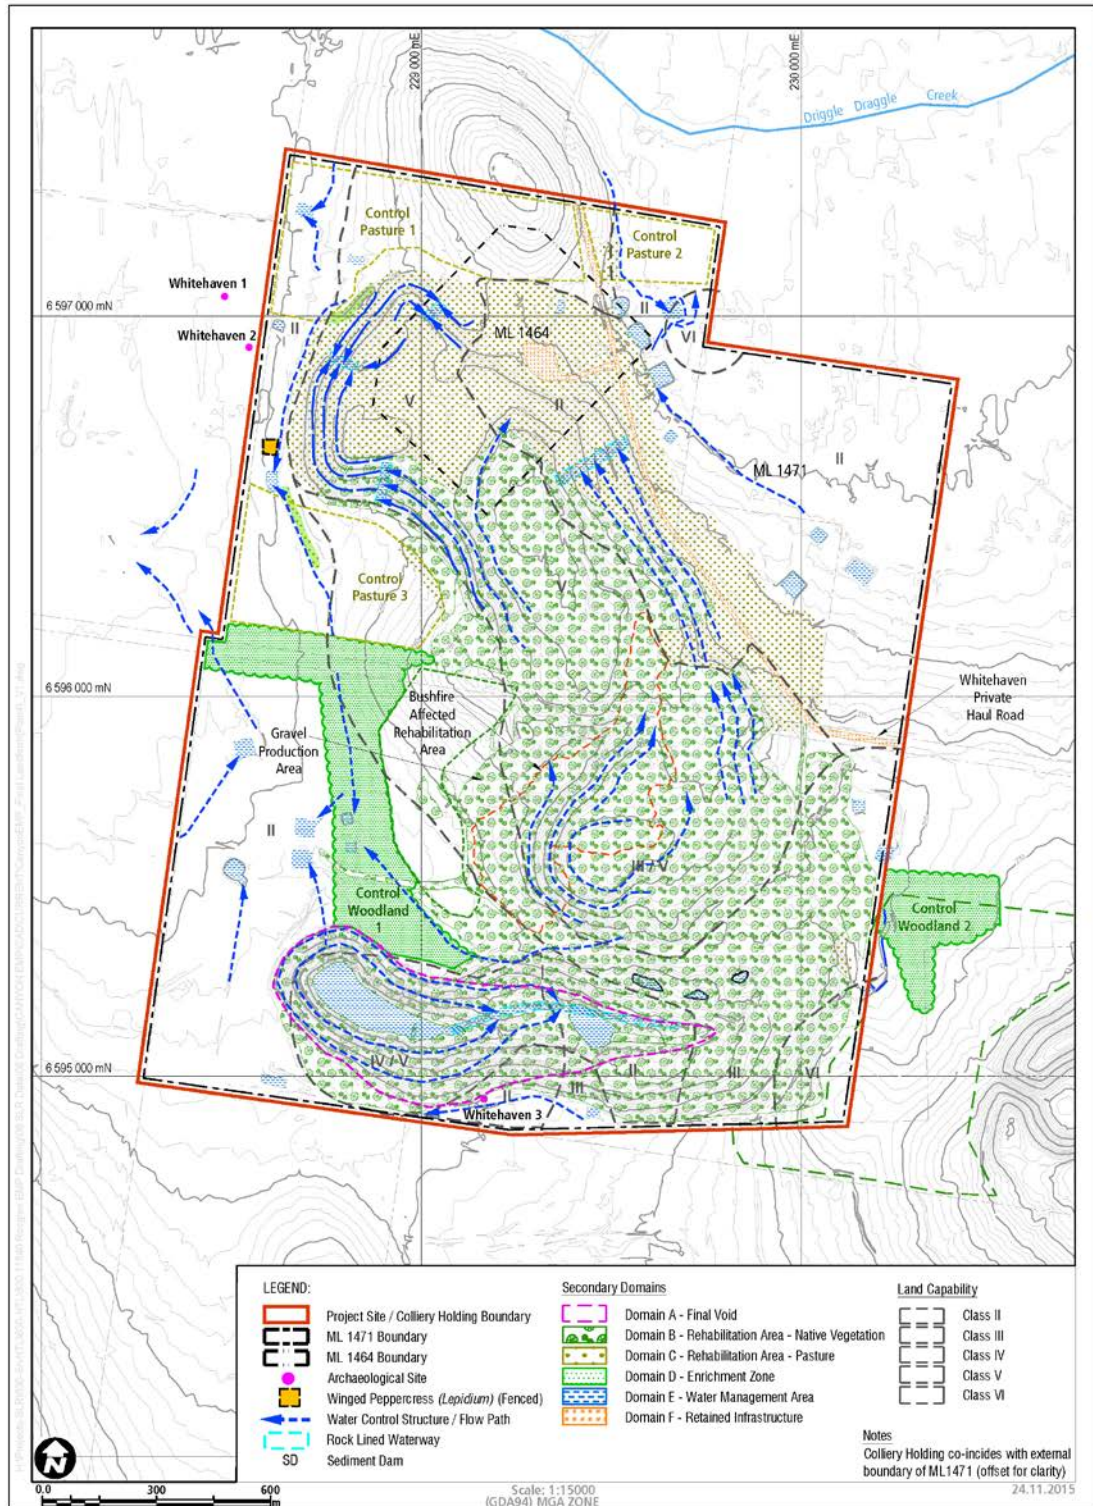 229 000 mE
230 000 mE
Driggle Draggle Creek
Control
Pasture 1
Control
Pasture 2
Whitehaven 1
6 597 000 mN
II
II
ML 1464
VI
Whitehaven 2
V
II
ML 1471
II
Control
Pasture 3
V
6 596 000 mN
Bushfire
Affected
Rehabilitation
Area
Whitehaven
Private
Haul Road
Gravel
Production
Area
II
III / V
Control
Woodland
1
Control
Woodland 2
IV / V
6 595 000 mN
II
III
II
III
VI
Whitehaven 3
LEGEND:
Project Site / Colliery Holding Boundary
ML 1471 Boundary
ML 1464 Boundary
Archaeological Site
Winged Peppercress (Lepidium) (Fenced)
Water Control Structure / Flow Path
Rock Lined Waterway
SD Sediment Dam
Secondary Domains
Domain A - Final Void
Domain B - Rehabilitation Area - Native Vegetation
Domain C - Rehabilitation Area - Pasture
Domain D - Enrichment Zone
Domain E - Water Management Area
Domain F - Retained Infrastructure
Land Capability
Class II
Class III
Class IV
Class V
Class VI
Notes
Colliery Holding co-incides with external
boundary of ML1471 (offset for clarity)
N
0 300 600
m
Scale: 1:15000
(GDA94) MGA ZONE
24.11.2015